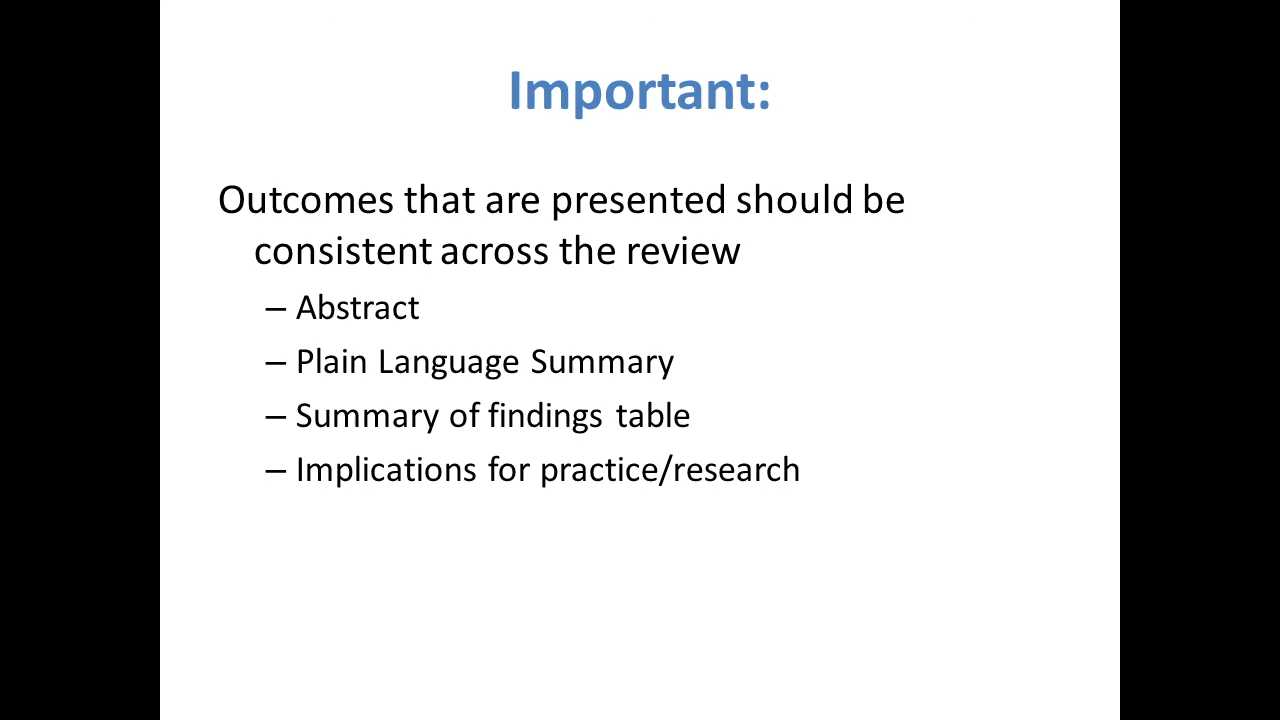 Important:
Outcomes that are presented should be
consistent across the review
– Abstract
– Plain Language Summary
– Summary of findings table
– Implications for practice/research